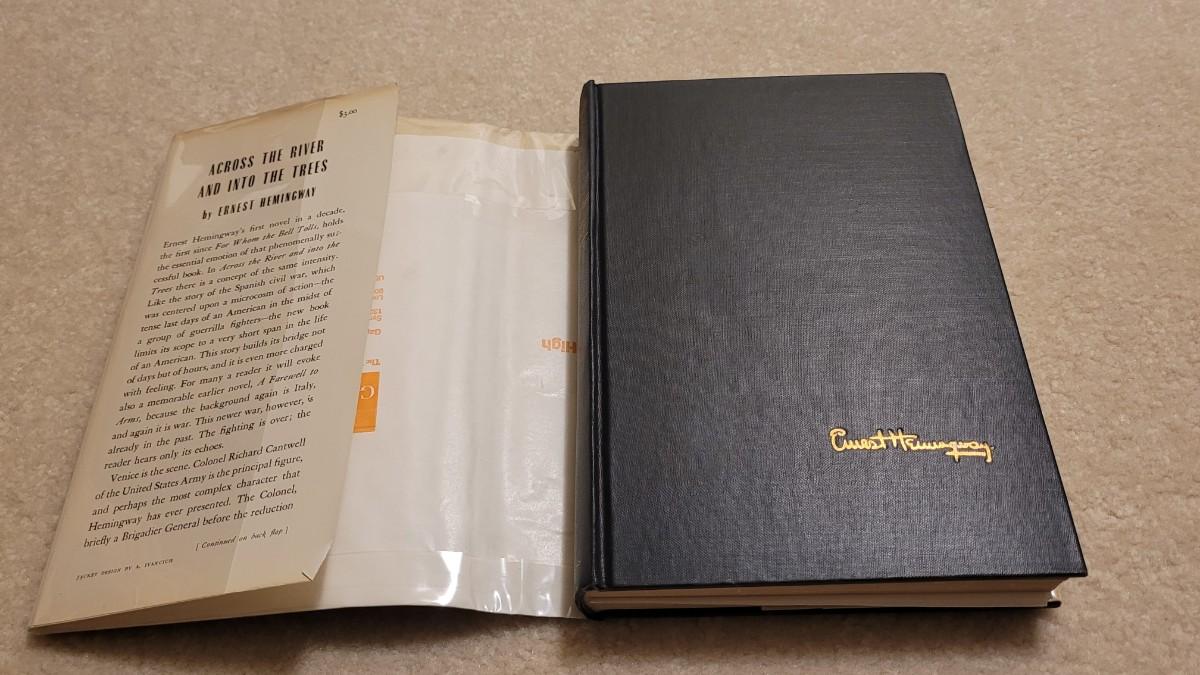 $3.00
ACROSS THE RIVER
AND INTO THE TREES
by ERNEST HEMINGWAY
Ernest Hemingway's first novel in a decade,
the first since For Whom the Bell Tolls, holds
the essential emotion of that phenomenally suc-
cessful book. In Across the River and into the
Trees there is a concept of the same intensity.
Like the story of the Spanish civil war, which
was centered upon a microcosm of action—the
tense last days of an American in the midst of
a group of guerrilla fighters—the new book
limits its scope to a very short span in the life
of an American. This story builds its bridge not
of days but of hours, and it is even more charged
with feeling. For many a reader it will evoke
also a memorable earlier novel, A Farewell to
Arms, because the background again is Italy,
and again it is war. This newer war, however, is
already in the past. The fighting is over; the
reader hears only its echoes.
Venice is the scene. Colonel Richard Cantwell
of the United States Army is the principal figure,
and perhaps the most complex character that
Hemingway has ever presented. The Colonel,
briefly a Brigadier General before the reduction
[Continued on back flap]
JACKET DESIGN BY A. IVANCICH
High
The
G
Ernest Hemingway